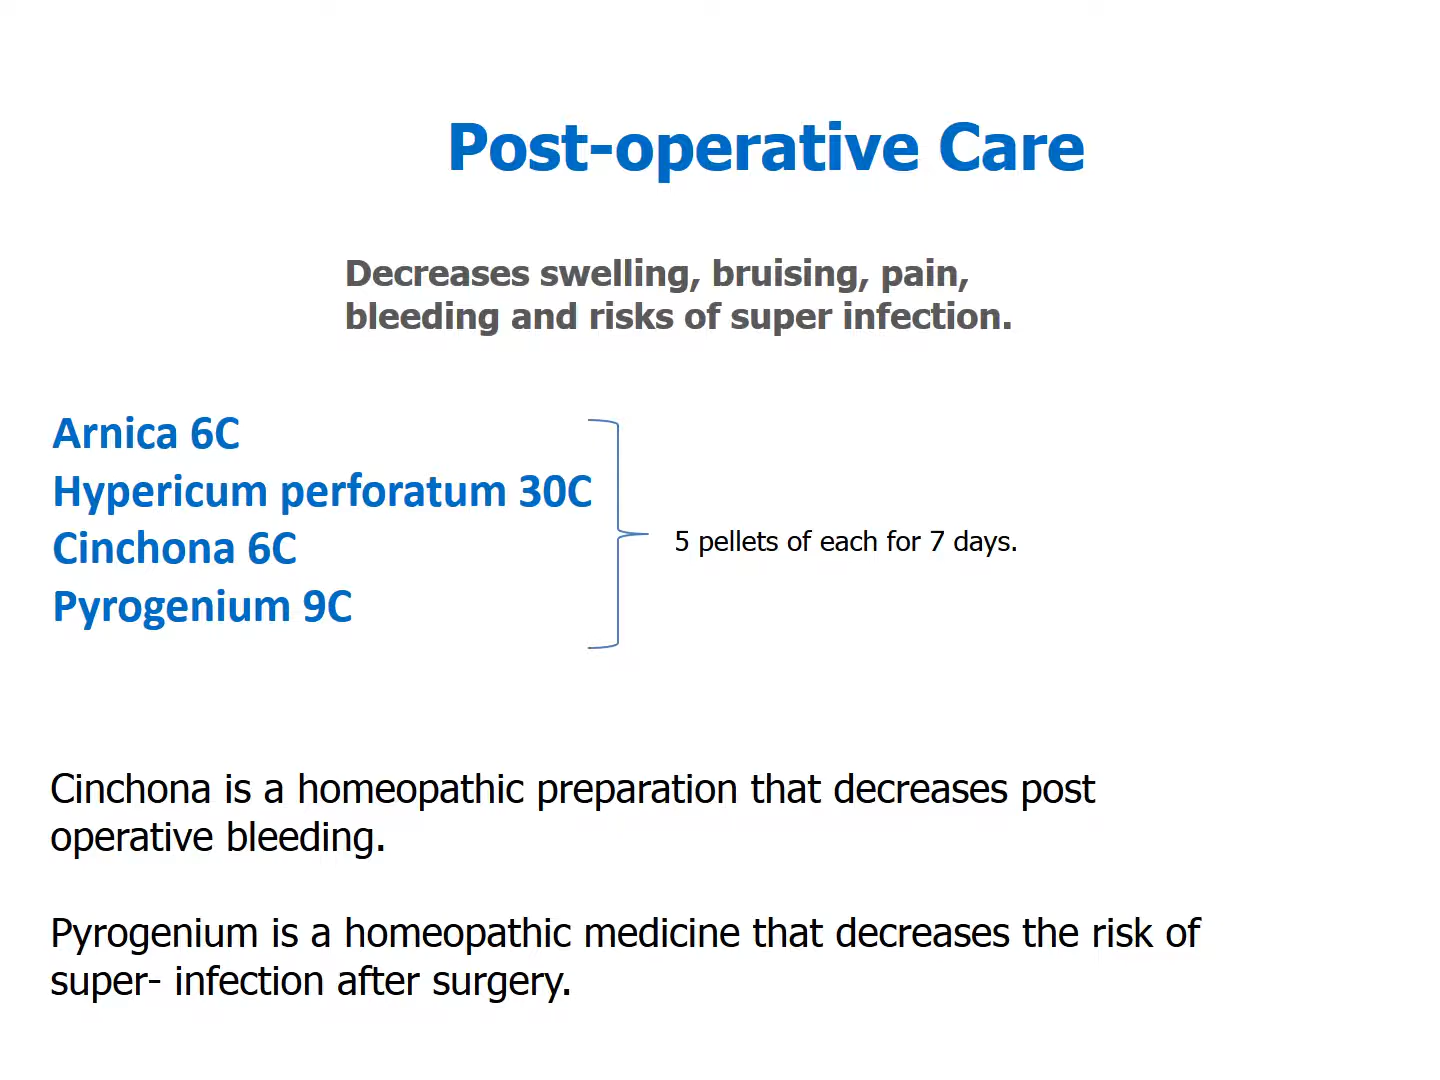 Post-operative Care
Decreases swelling, bruising, pain,
bleeding and risks of super infection.
Arnica 6C
Hypericum perforatum 30C
Cinchona 6C
Pyrogenium 9C
5 pellets of each for 7 days.
Cinchona is a homeopathic preparation that decreases post
operative bleeding.
Pyrogenium is a homeopathic medicine that decreases the risk of
super- infection after surgery.